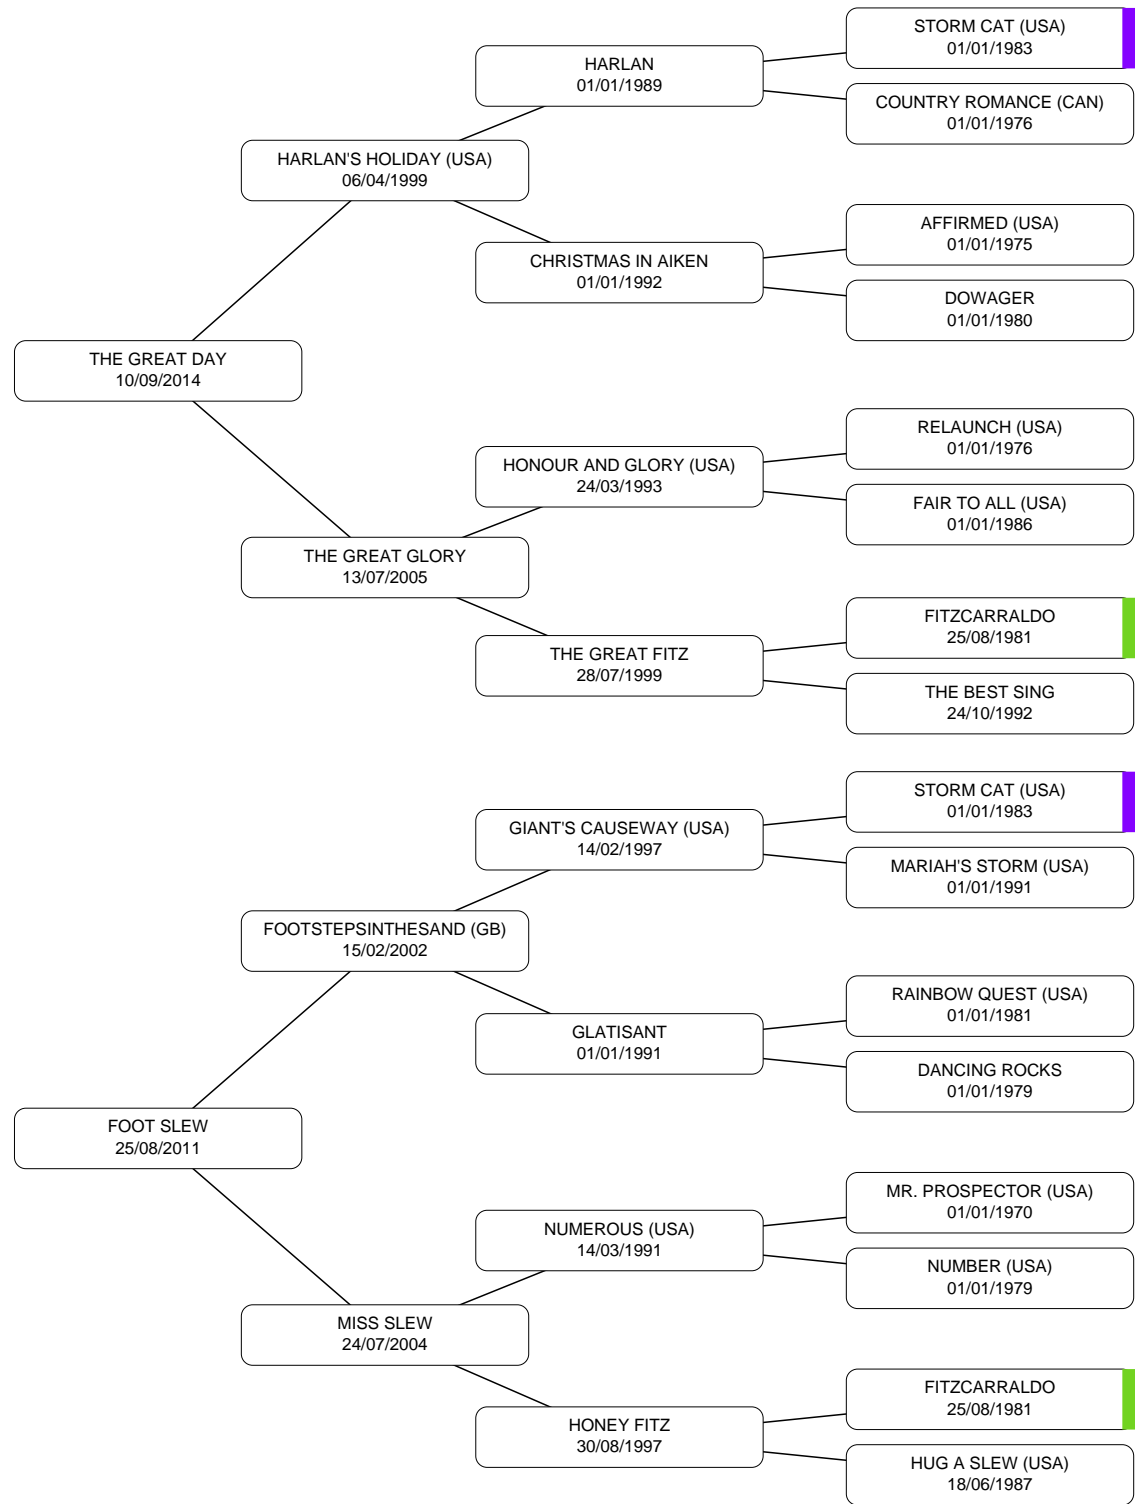 STORM CAT (USA)
01/01/1983
HARLAN
01/01/1989
COUNTRY ROMANCE (CAN)
01/01/1976
HARLAN'S HOLIDAY (USA)
06/04/1999
AFFIRMED (USA)
01/01/1975
CHRISTMAS IN AIKEN
01/01/1992
DOWAGER
01/01/1980
THE GREAT DAY
10/09/2014
RELAUNCH (USA)
01/01/1976
HONOUR AND GLORY (USA)
24/03/1993
FAIR TO ALL (USA)
01/01/1986
THE GREAT GLORY
13/07/2005
FITZCARRALDO
25/08/1981
THE GREAT FITZ
28/07/1999
THE BEST SING
24/10/1992
STORM CAT (USA)
01/01/1983
GIANT'S CAUSEWAY (USA)
14/02/1997
MARIAH'S STORM (USA)
01/01/1991
FOOTSTEPSINTHESAND (GB)
15/02/2002
RAINBOW QUEST (USA)
01/01/1981
GLATISANT
01/01/1991
DANCING ROCKS
01/01/1979
FOOT SLEW
25/08/2011
MR. PROSPECTOR (USA)
01/01/1970
NUMEROUS (USA)
14/03/1991
NUMBER (USA)
01/01/1979
MISS SLEW
24/07/2004
FITZCARRALDO
25/08/1981
HONEY FITZ
30/08/1997
HUG A SLEW (USA)
18/06/1987